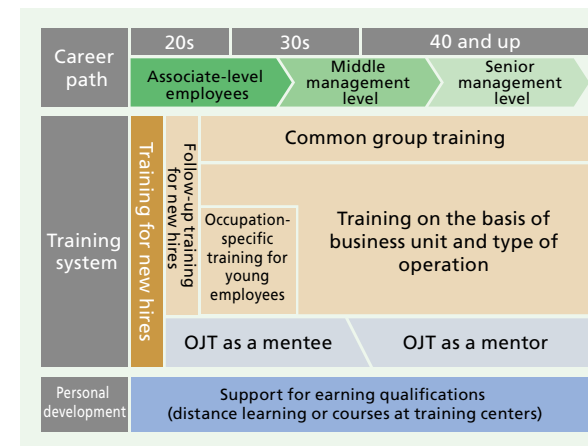 Career
path
20s
30s
40 and up
Associate-level
employees
Middle
management
level
Senior
management
level
Training
system
Training for new hires
Follow-up training
for new hires
Common group training
Occupation-
specific
training for
young
employees
Training on the basis of
business unit and type of
operation
OJT as a mentee
OJT as a mentor
Personal
development
Support for earning qualifications
(distance learning or courses at training centers)